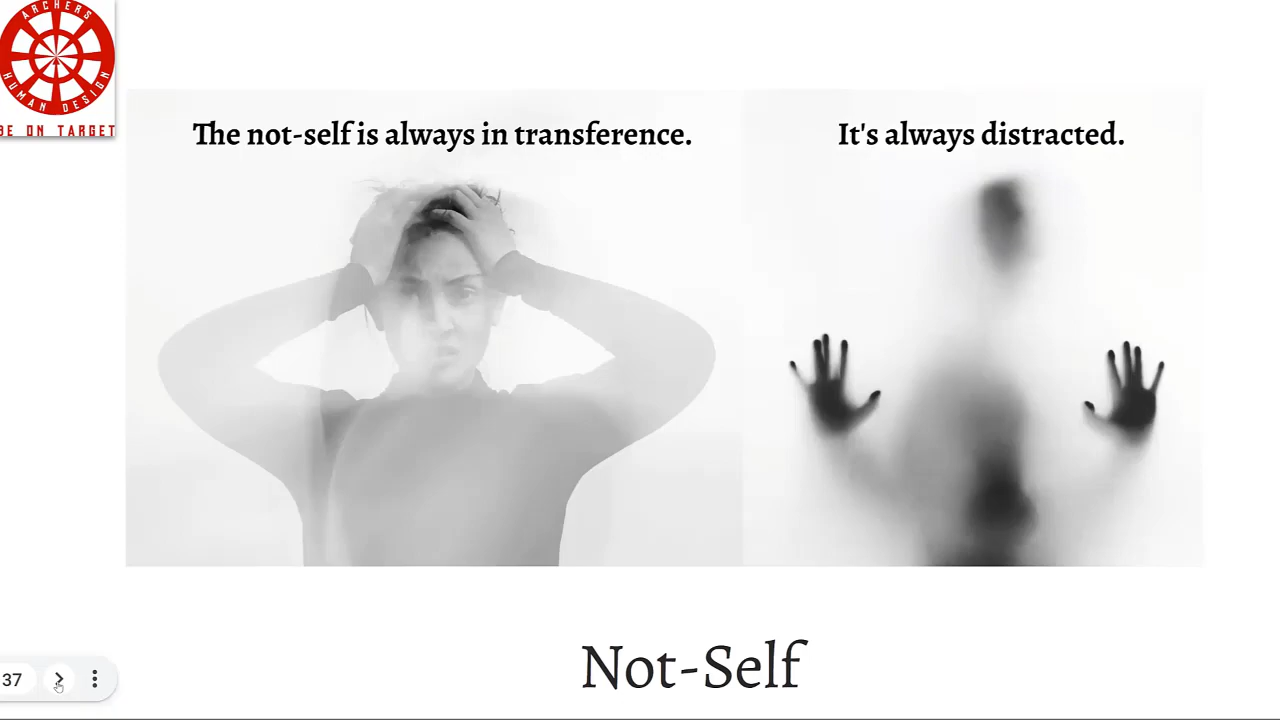 ARCHERS
HUMAN DESIGN
BE ON TARGET
The not-self is always in transference.
It's always distracted.
Not-Self
37